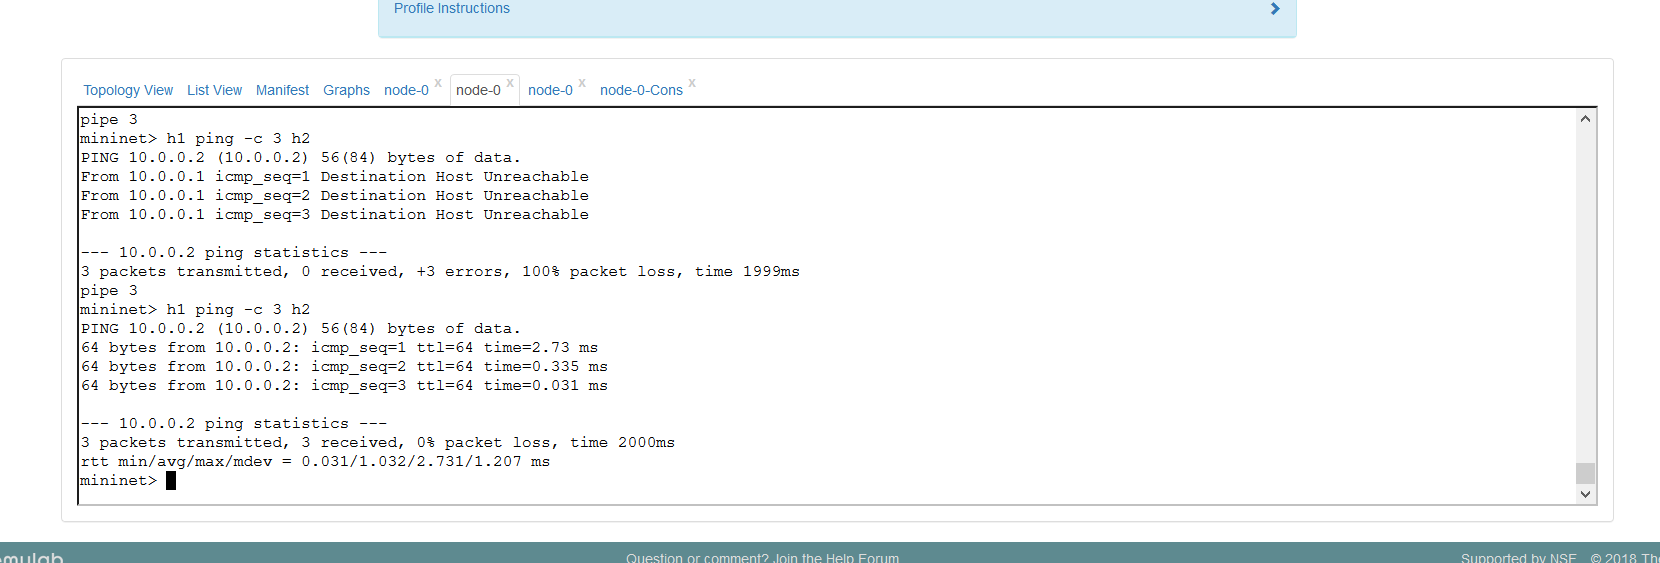 Profile Instructions
Topology View List View Manifest Graphs node-0 x node-0 x node-0 x node-0-Cons x
pipe 3
mininet> h1 ping -c 3 h2
PING 10.0.0.2 (10.0.0.2) 56(84) bytes of data.
From 10.0.0.1 icmp_seq=1 Destination Host Unreachable
From 10.0.0.1 icmp_seq=2 Destination Host Unreachable
From 10.0.0.1 icmp_seq=3 Destination Host Unreachable
--- 10.0.0.2 ping statistics ---
3 packets transmitted, 0 received, +3 errors, 100% packet loss, time 1999ms
pipe 3
mininet> h1 ping -c 3 h2
PING 10.0.0.2 (10.0.0.2) 56(84) bytes of data.
64 bytes from 10.0.0.2: icmp_seq=1 ttl=64 time=2.73 ms
64 bytes from 10.0.0.2: icmp_seq=2 ttl=64 time=0.335 ms
64 bytes from 10.0.0.2: icmp_seq=3 ttl=64 time=0.031 ms
--- 10.0.0.2 ping statistics ---
3 packets transmitted, 3 received, 0% packet loss, time 2000ms
rtt min/avg/max/mdev = 0.031/1.032/2.731/1.207 ms
mininet>
emulab Question or comment? Join the Help Forum Supported by NSF © 2018 The